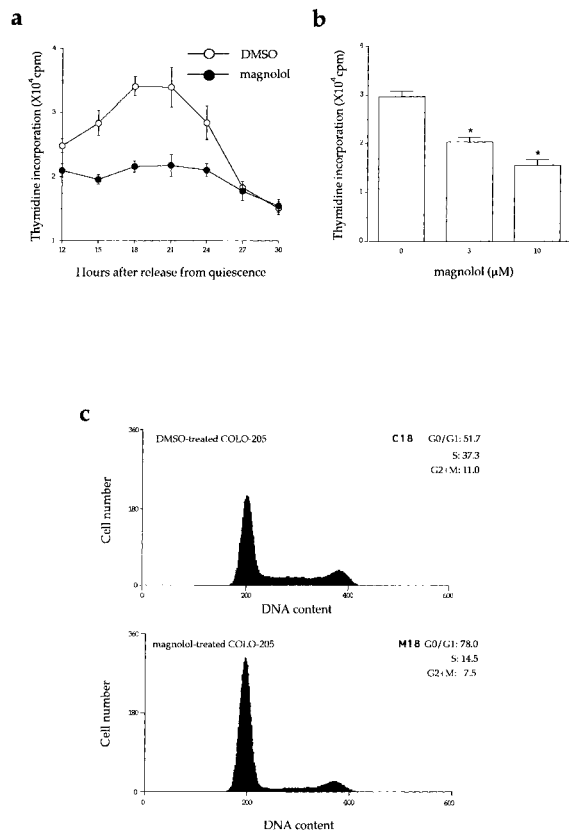 a
DMSO
magnolol
Thymidine incorporation (X10⁴ cpm)
4
3
2
1
12 15 18 21 24 27 30
Hours after release from quiescence
b
Thymidine incorporation (X10⁴ cpm)
4
3
2
1
0
* *
0 3 10
magnolol (μM)
c
DMSO-treated COLO-205
C18 G0/G1: 51.7
S: 37.3
G2+M: 11.0
Cell number
360
180
0
0 200 400 600
DNA content
magnolol-treated COLO-205
M18 G0/G1: 78.0
S: 14.5
G2+M: 7.5
Cell number
360
180
0
0 200 400 600
DNA content